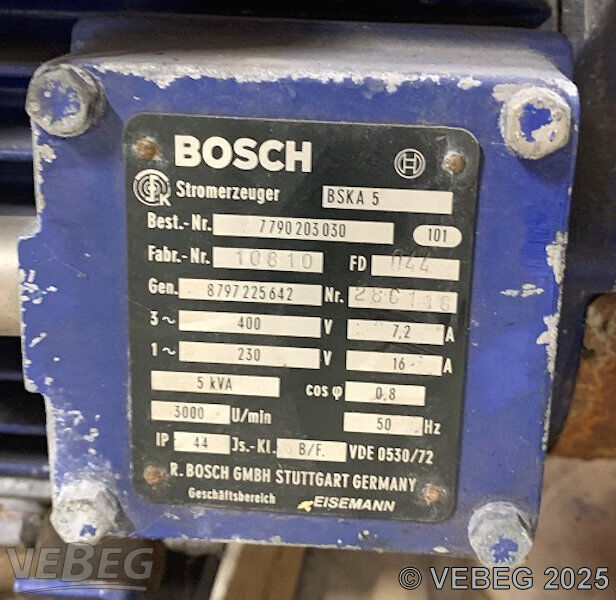 BOSCH
Stromerzeuger BSKA 5
Best.-Nr. 7790203030 101
Fabr.-Nr. 10810 FD 044
Gen. 8797225642 Nr.
3~ 400 V 7,2 A
1~ 230 V 16 A
5 kVA cos φ 0,8
3000 U/min 50 Hz
IP 44 Js.-Kl. B/F. VDE 0530/72
R. BOSCH GMBH STUTTGART GERMANY
Geschäftsbereich EISEMANN
VEBEG
© VEBEG 2025